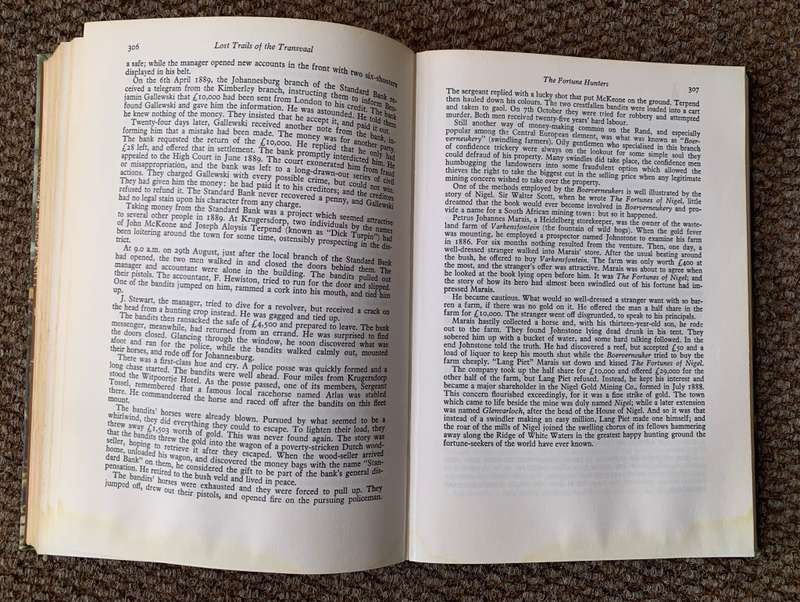 306
Lost Trails of the Transvaal
a safe; while the manager opened new accounts in the front with two six-shooters
displayed in his belt.
On the 6th April 1889, the Johannesburg branch of the Standard Bank re-
ceived a telegram from the Kimberley branch, instructing them to inform Ben-
jamin Gallewski that £10,000 had been sent from London to his credit. The bank
found Gallewski and gave him the information. He was astounded. He told them
he knew nothing of the money. They insisted that he accept it, and paid it out.
Twenty-four days later, Gallewski received another note from the bank, in-
forming him that a mistake had been made. The money was for another party.
The bank requested the return of the £10,000. He replied that he only had
£28 left, and offered that in settlement. The bank promptly interdicted him. He
appealed to the High Court in June 1889. The court exonerated him from fraud
or misappropriation, and the bank was left to a long-drawn-out series of civil
actions. They charged Gallewski with every possible crime, but could not win.
They had given him the money: he had paid it to his creditors; and the creditors
refused to refund it. The Standard Bank never recovered a penny, and Gallewski
had no legal stain upon his character from any charge.
Taking money from the Standard Bank was a project which seemed attractive
to several other people in 1889. At Krugersdorp, two individuals by the names
of John McKeone and Joseph Aloysis Terpend (known as "Dick Turpin") had
been loitering around the town for some time, ostensibly prospecting in the dis-
trict.
At 9.0 a.m. on 29th August, just after the local branch of the Standard Bank
had opened, the two men walked in and closed the doors behind them. The
manager and accountant were alone in the building. The bandits pulled out
their pistols. The accountant, F. Hewiston, tried to run for the door and slipped.
One of the bandits jumped on him, rammed a cork into his mouth, and tied him
up.
J. Stewart, the manager, tried to dive for a revolver, but received a crack on
the head from a hunting crop instead. He was gagged and tied up.
The bandits then ransacked the safe of £4,500 and prepared to leave. The bank
messenger, meanwhile, had returned from an errand. He was surprised to find
the doors closed. Glancing through the window, he soon discovered what was
afoot and ran for the police, while the bandits walked calmly out, mounted
their horses, and rode off for Johannesburg.
There was a first-class hue and cry. A police posse was quickly formed and a
long chase started. The bandits were well ahead. Four miles from Krugersdorp
stood the Witpoortje Hotel. As the posse passed, one of its members, Sergeant
Tossel, remembered that a famous local racehorse named Atlas was stabled
there. He commandeered the horse and raced off after the bandits on this fleet
mount.
The bandits' horses were already blown. Pursued by what seemed to be a
whirlwind, they did everything they could to escape. To lighten their load, they
threw away £1,503 worth of gold. This was never found again. The story was
that the bandits threw the gold into the wagon of a poverty-stricken Dutch wood-
seller, hoping to retrieve it after they escaped. When the wood-seller arrived
home, unloaded his wagon, and discovered the money bags with the name "Stan-
dard Bank" on them, he considered the gift to be part of the bank's general dis-
pensation. He retired to the bush veld and lived in peace.
The bandits' horses were exhausted and they were forced to pull up. They
jumped off, drew out their pistols, and opened fire on the pursuing policeman.
The Fortune Hunters
307
The sergeant replied with a lucky shot that put McKeone on the ground. Terpend
then hauled down his colours. The two crestfallen bandits were loaded into a cart
and taken to gaol. On 7th October they were tried for robbery and attempted
murder. Both men received twenty-five years' hard labour.
Still another way of money-making common on the Rand, and especially
popular among the Central European element, was what was known as "Boer-
vermeukery" (swindling farmers). Oily gentlemen who specialised in this branch
of confidence trickery were always on the lookout for some simple soul they
could defraud of his property. Many swindles did take place, the confidence men
humbugging the landowners into some fraudulent option which allowed the
thieves the right to take the biggest cut in the selling price when any legitimate
mining concern wished to take over the property.
One of the methods employed by the Boervermeukers is well illustrated by the
story of Nigel. Sir Walter Scott, when he wrote The Fortunes of Nigel, little
dreamed that the book would ever become involved in Boervermeukery and pro-
vide a name for a South African mining town: but so it happened.
Petrus Johannes Marais, a Heidelberg storekeeper, was the owner of the waste-
land farm of Varkensfontein (the fountain of wild hogs). When the gold fever
was mounting, he employed a prospector named Johnstone to examine his farm
in 1886. For six months nothing resulted from the venture. Then, one day, a
well-dressed stranger walked into Marais' store. After the usual beating around
the bush, he offered to buy Varkensfontein. The farm was only worth £400 at
the most, and the stranger's offer was attractive. Marais was about to agree when
he looked at the book lying open before him. It was The Fortunes of Nigel; and
the story of how its hero had almost been swindled out of his fortune had im-
pressed Marais.
He became cautious. What would so well-dressed a stranger want with so bar-
ren a farm, if there was no gold on it. He offered the man a half share in the
farm for £10,000. The stranger went off disgruntled, to speak to his principals.
Marais hastily collected a horse, and, with his thirteen-year-old son, he rode
out to the farm. They found Johnstone lying dead drunk in his tent. They
sobered him up with a bucket of water, and some hard talking followed. In the
end Johnstone told the truth. He had discovered a reef, but accepted £50 and a
load of liquor to keep his mouth shut while the Boervermeuker tried to buy the
farm cheaply. "Lang Piet" Marais sat down and kissed The Fortunes of Nigel.
The company took up the half share for £10,000 and offered £29,000 for the
other half of the farm, but Lang Piet refused. Instead, he kept his interest and
became a major shareholder in the Nigel Gold Mining Co., formed in July 1888.
This concern flourished exceedingly, for it was a fine strike of gold. The town
which came to life beside the mine was duly named Nigel; while a later extension
was named Glenvarloch, after the head of the House of Nigel. And so it was that
instead of a swindler making an easy million, Lang Piet made one himself; and
the roar of the mills of Nigel joined the swelling chorus of its fellows hammering
away along the Ridge of White Waters in the greatest happy hunting ground the
fortune-seekers of the world have ever known.